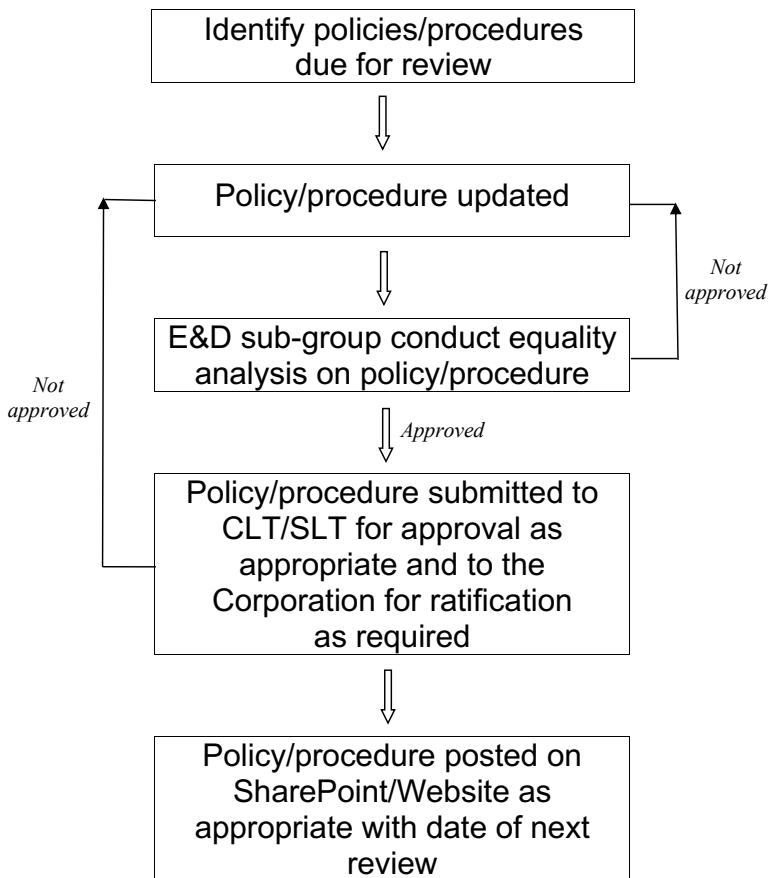 Identify policies/procedures
due for review
Policy/procedure updated
Not
approved
E&D sub-group conduct equality
analysis on policy/procedure
Not
approved
Approved
Policy/procedure submitted to
CLT/SLT for approval as
appropriate and to the
Corporation for ratification
as required
Policy/procedure posted on
SharePoint/Website as
appropriate with date of next
review